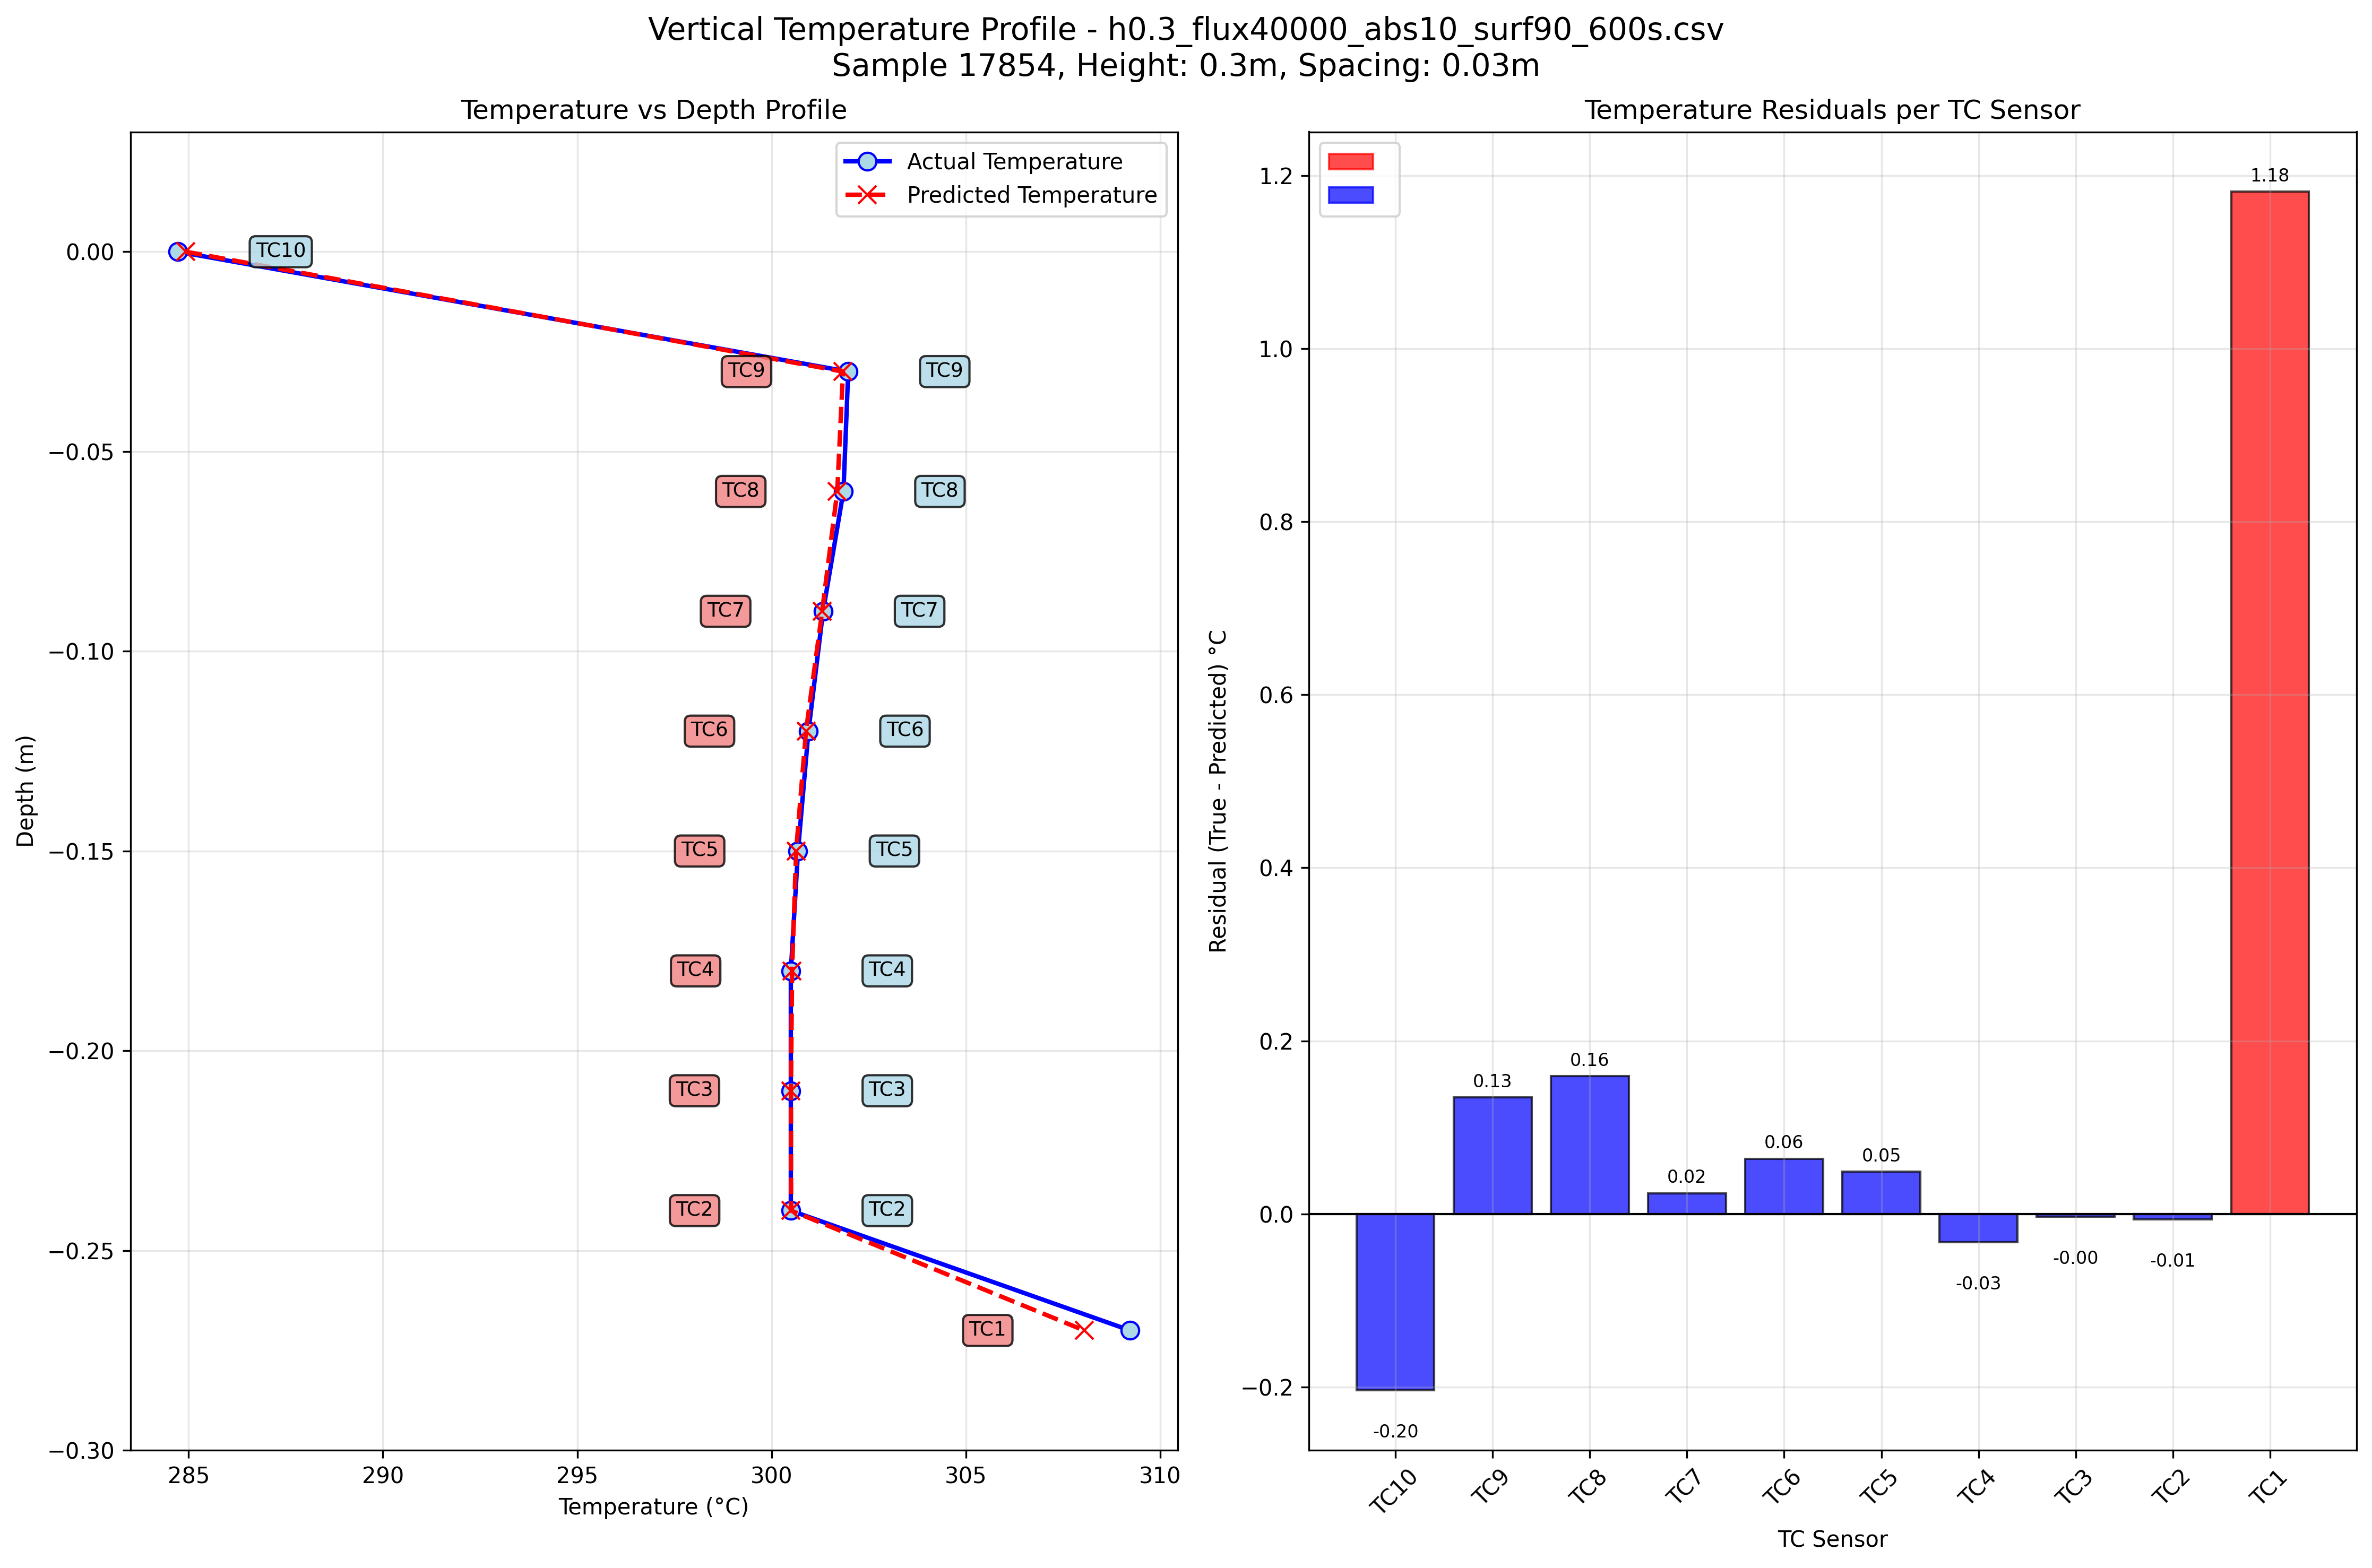 Vertical Temperature Profile - h0.3_flux40000_abs10_surf90_600s.csv
Sample 17854, Height: 0.3m, Spacing: 0.03m
Temperature vs Depth Profile
Actual Temperature
Predicted Temperature
TC10
TC9 TC9
TC8 TC8
TC7 TC7
TC6 TC6
TC5 TC5
TC4 TC4
TC3 TC3
TC2 TC2
TC1
0.00
−0.05
−0.10
−0.15
−0.20
−0.25
−0.30
Depth (m)
285 290 295 300 305 310
Temperature (°C)
Temperature Residuals per TC Sensor
1.2
1.0
0.8
0.6
0.4
0.2
0.0
−0.2
Residual (True - Predicted) °C
-0.20
0.13
0.16
0.02
0.06
0.05
-0.03
-0.00
-0.01
1.18
TC10 TC9 TC8 TC7 TC6 TC5 TC4 TC3 TC2 TC1
TC Sensor